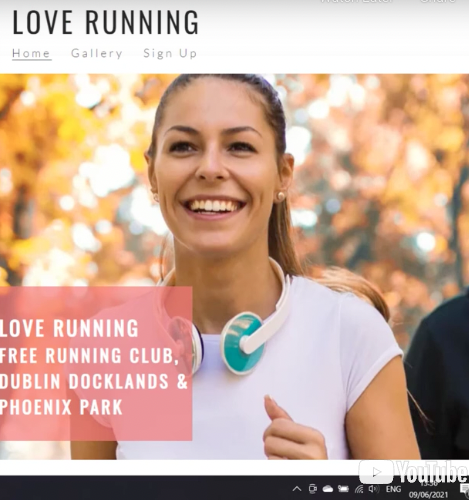 LOVE RUNNING
Home Gallery Sign Up
LOVE RUNNING
FREE RUNNING CLUB,
DUBLIN DOCKLANDS &
PHOENIX PARK
YouTube
ENG
09/06/2021